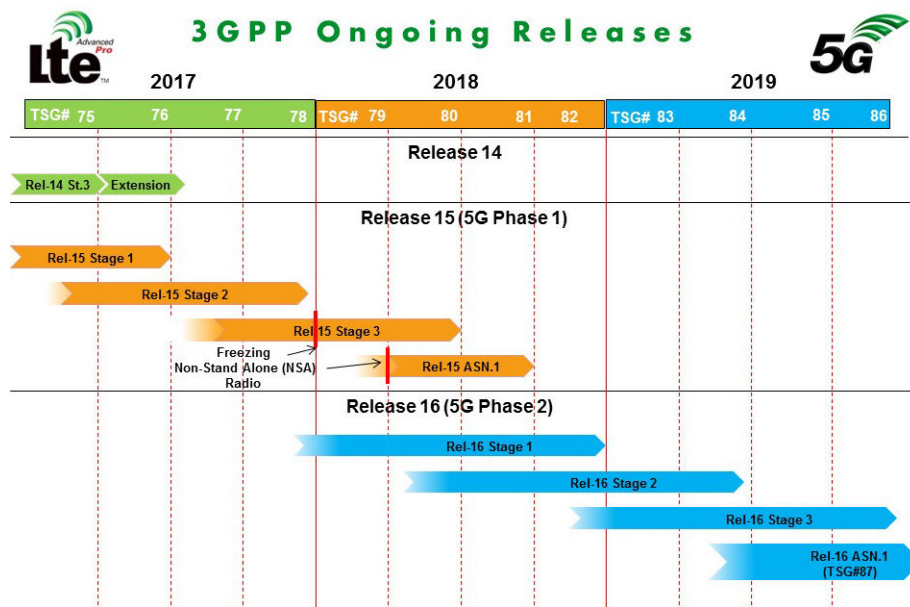 LTE Advanced Pro™
3GPP Ongoing Releases
5G
2017 2018 2019
TSG# 75 76 77 78 TSG# 79 80 81 82 TSG# 83 84 85 86
Release 14
Rel-14 St.3 Extension
Release 15 (5G Phase 1)
Rel-15 Stage 1
Rel-15 Stage 2
Rel-15 Stage 3
Freezing
Non-Stand Alone (NSA)
Radio
Rel-15 ASN.1
Release 16 (5G Phase 2)
Rel-16 Stage 1
Rel-16 Stage 2
Rel-16 Stage 3
Rel-16 ASN.1
(TSG#87)